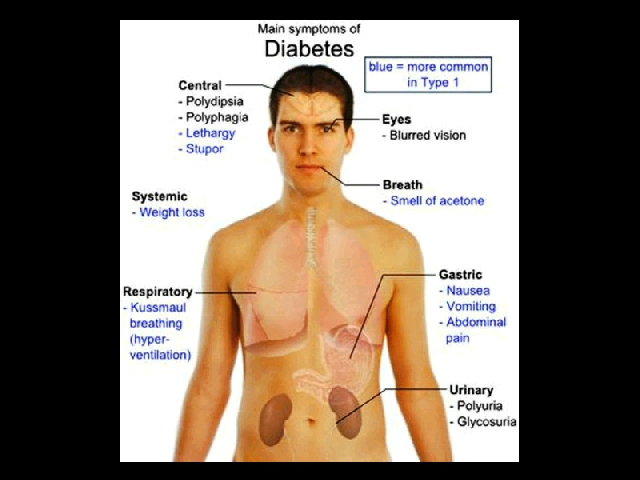 Main symptoms of
Diabetes
blue = more common
in Type 1
Central
- Polydipsia
- Polyphagia
- Lethargy
- Stupor
Eyes
- Blurred vision
Breath
- Smell of acetone
Systemic
- Weight loss
Respiratory
- Kussmaul
breathing
(hyper-
ventilation)
Gastric
- Nausea
- Vomiting
- Abdominal
pain
Urinary
- Polyuria
- Glycosuria